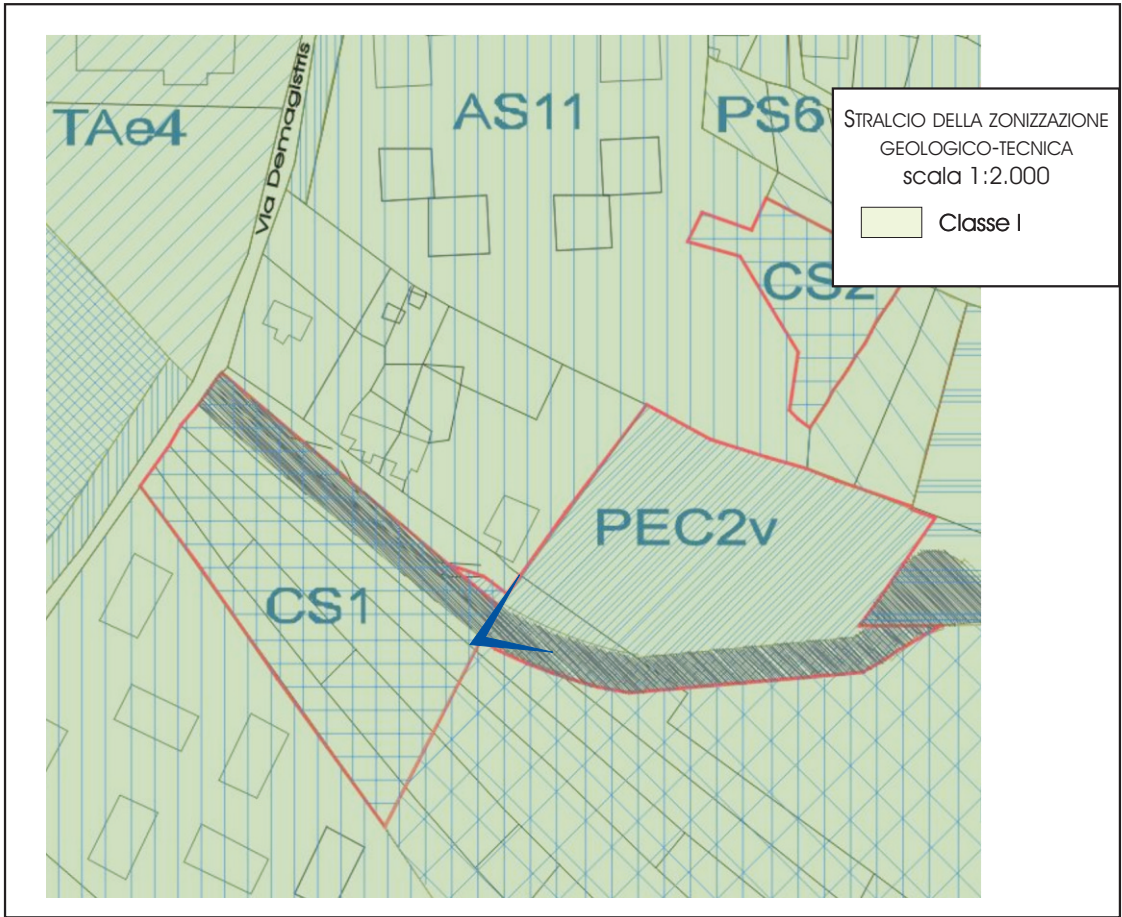 TAe4
Via Demagistris
AS11
PS6
STRALCIO DELLA ZONIZZAZIONE
GEOLOGICO-TECNICA
scala 1:2.000
Classe I
CS2
PEC2v
CS1